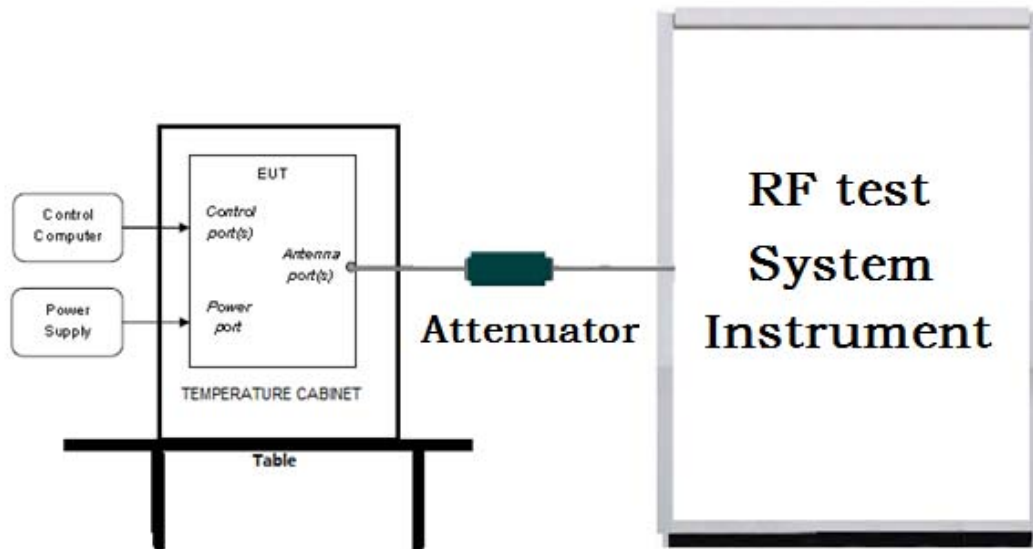 Control
Computer
Power
Supply
EUT
Control
port(s)
Antenna
port(s)
Power
port
TEMPERATURE CABINET
Table
Attenuator
RF test
System
Instrument